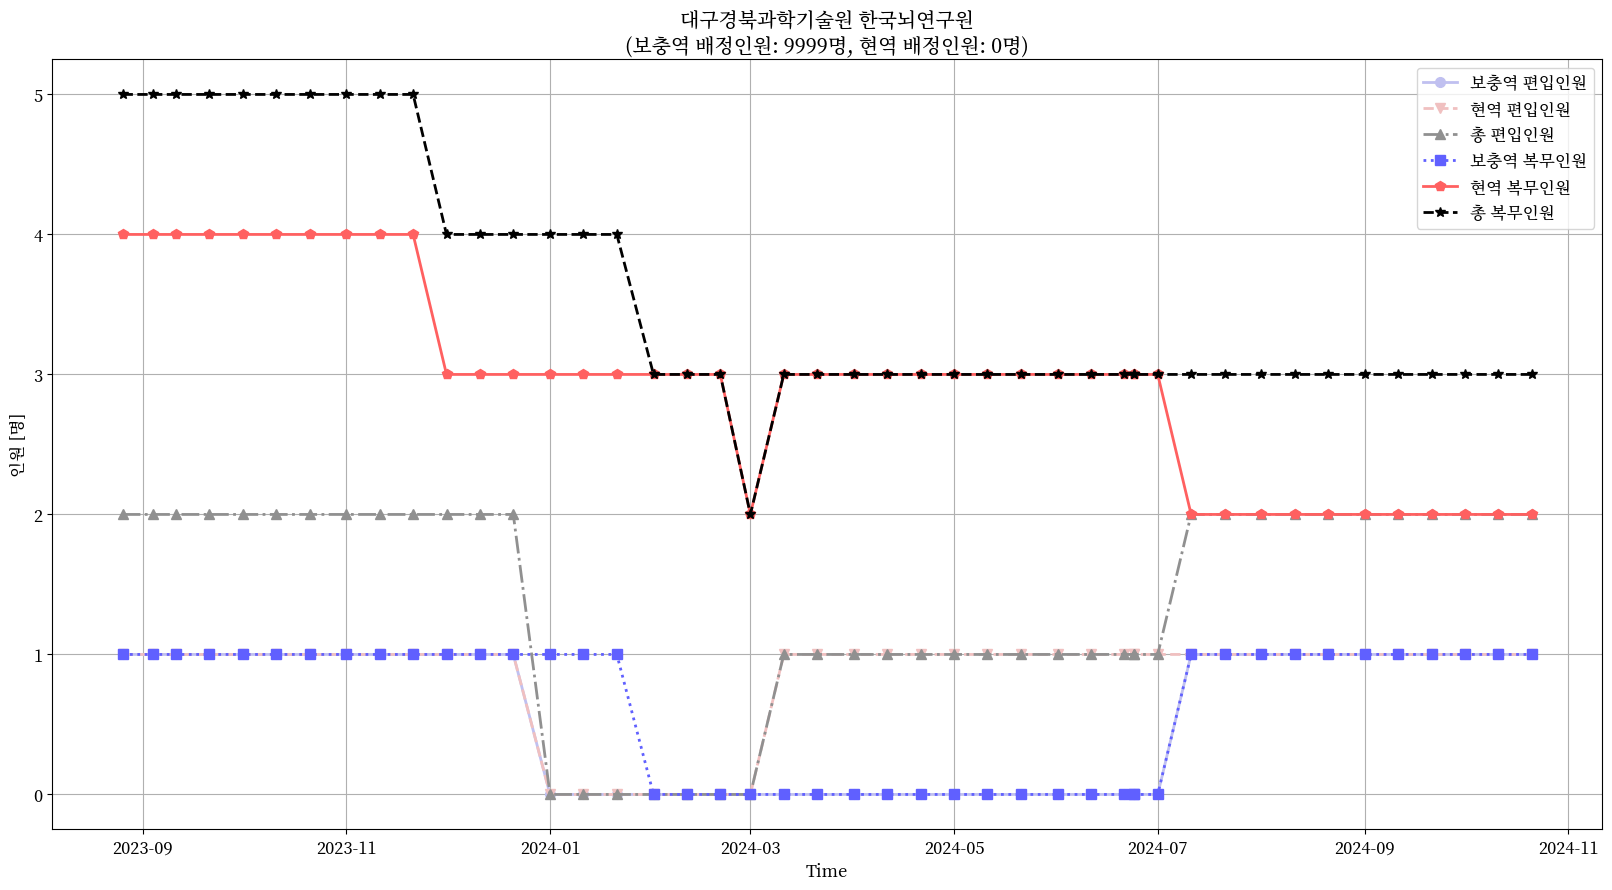 대구경북과학기술원 한국뇌연구원
(보충역 배정인원: 9999명, 현역 배정인원: 0명)
보충역 편입인원
현역 편입인원
총 편입인원
보충역 복무인원
현역 복무인원
총 복무인원
인원 [명]
5
4
3
2
1
0
2023-09
2023-11
2024-01
2024-03
2024-05
2024-07
2024-09
2024-11
Time